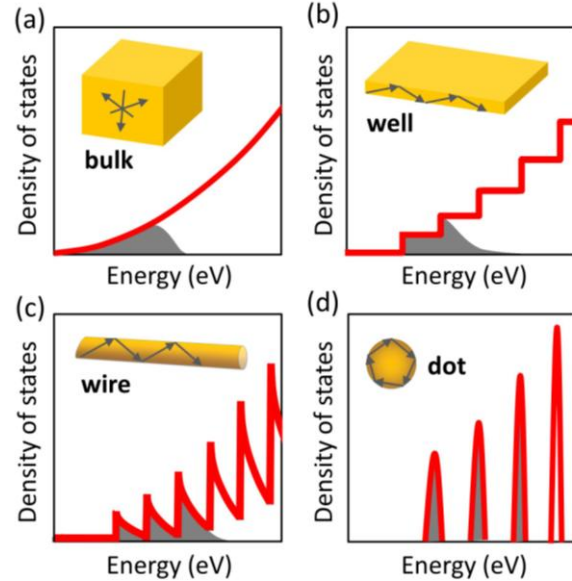 (a)
Density of states
bulk
Energy (eV)
(b)
Density of states
well
Energy (eV)
(c)
Density of states
wire
Energy (eV)
(d)
Density of states
dot
Energy (eV)